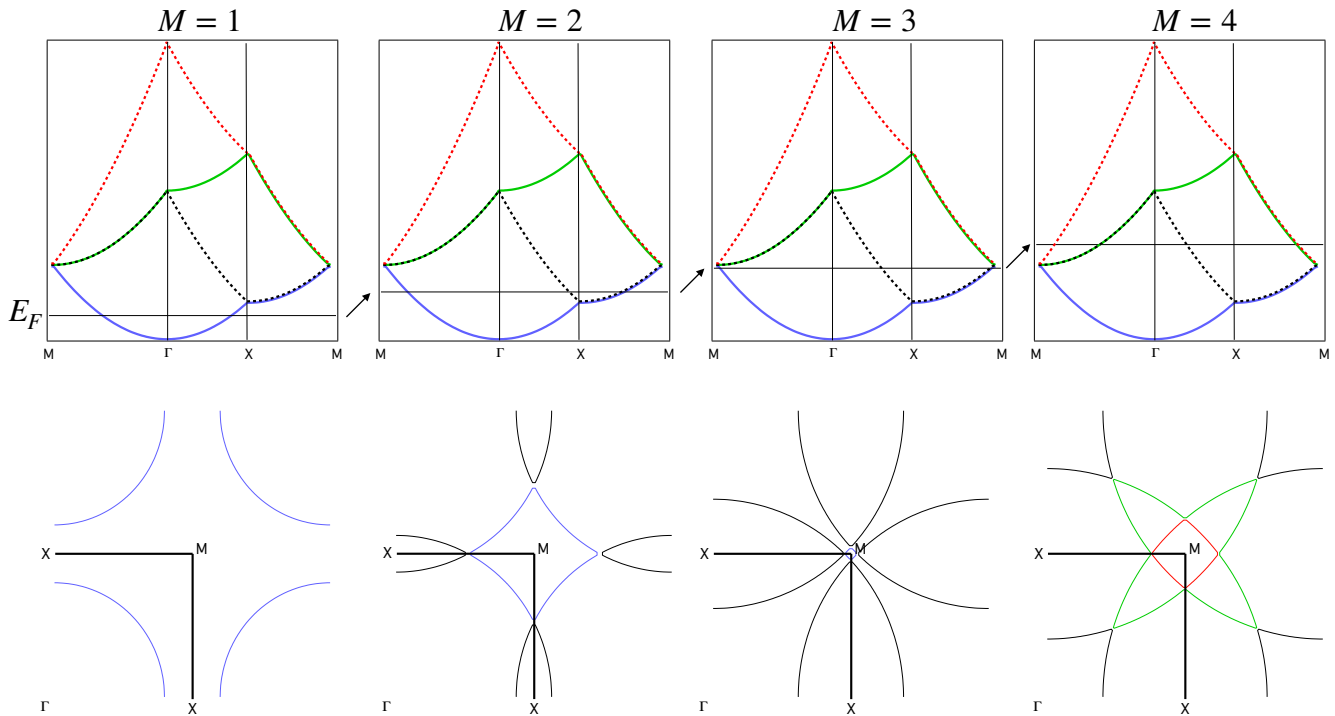 M = 1 M = 2 M = 3 M = 4
E_F
M Γ X M M Γ X M M Γ X M M Γ X M
X M X M X M X M
Γ X Γ X Γ X Γ X